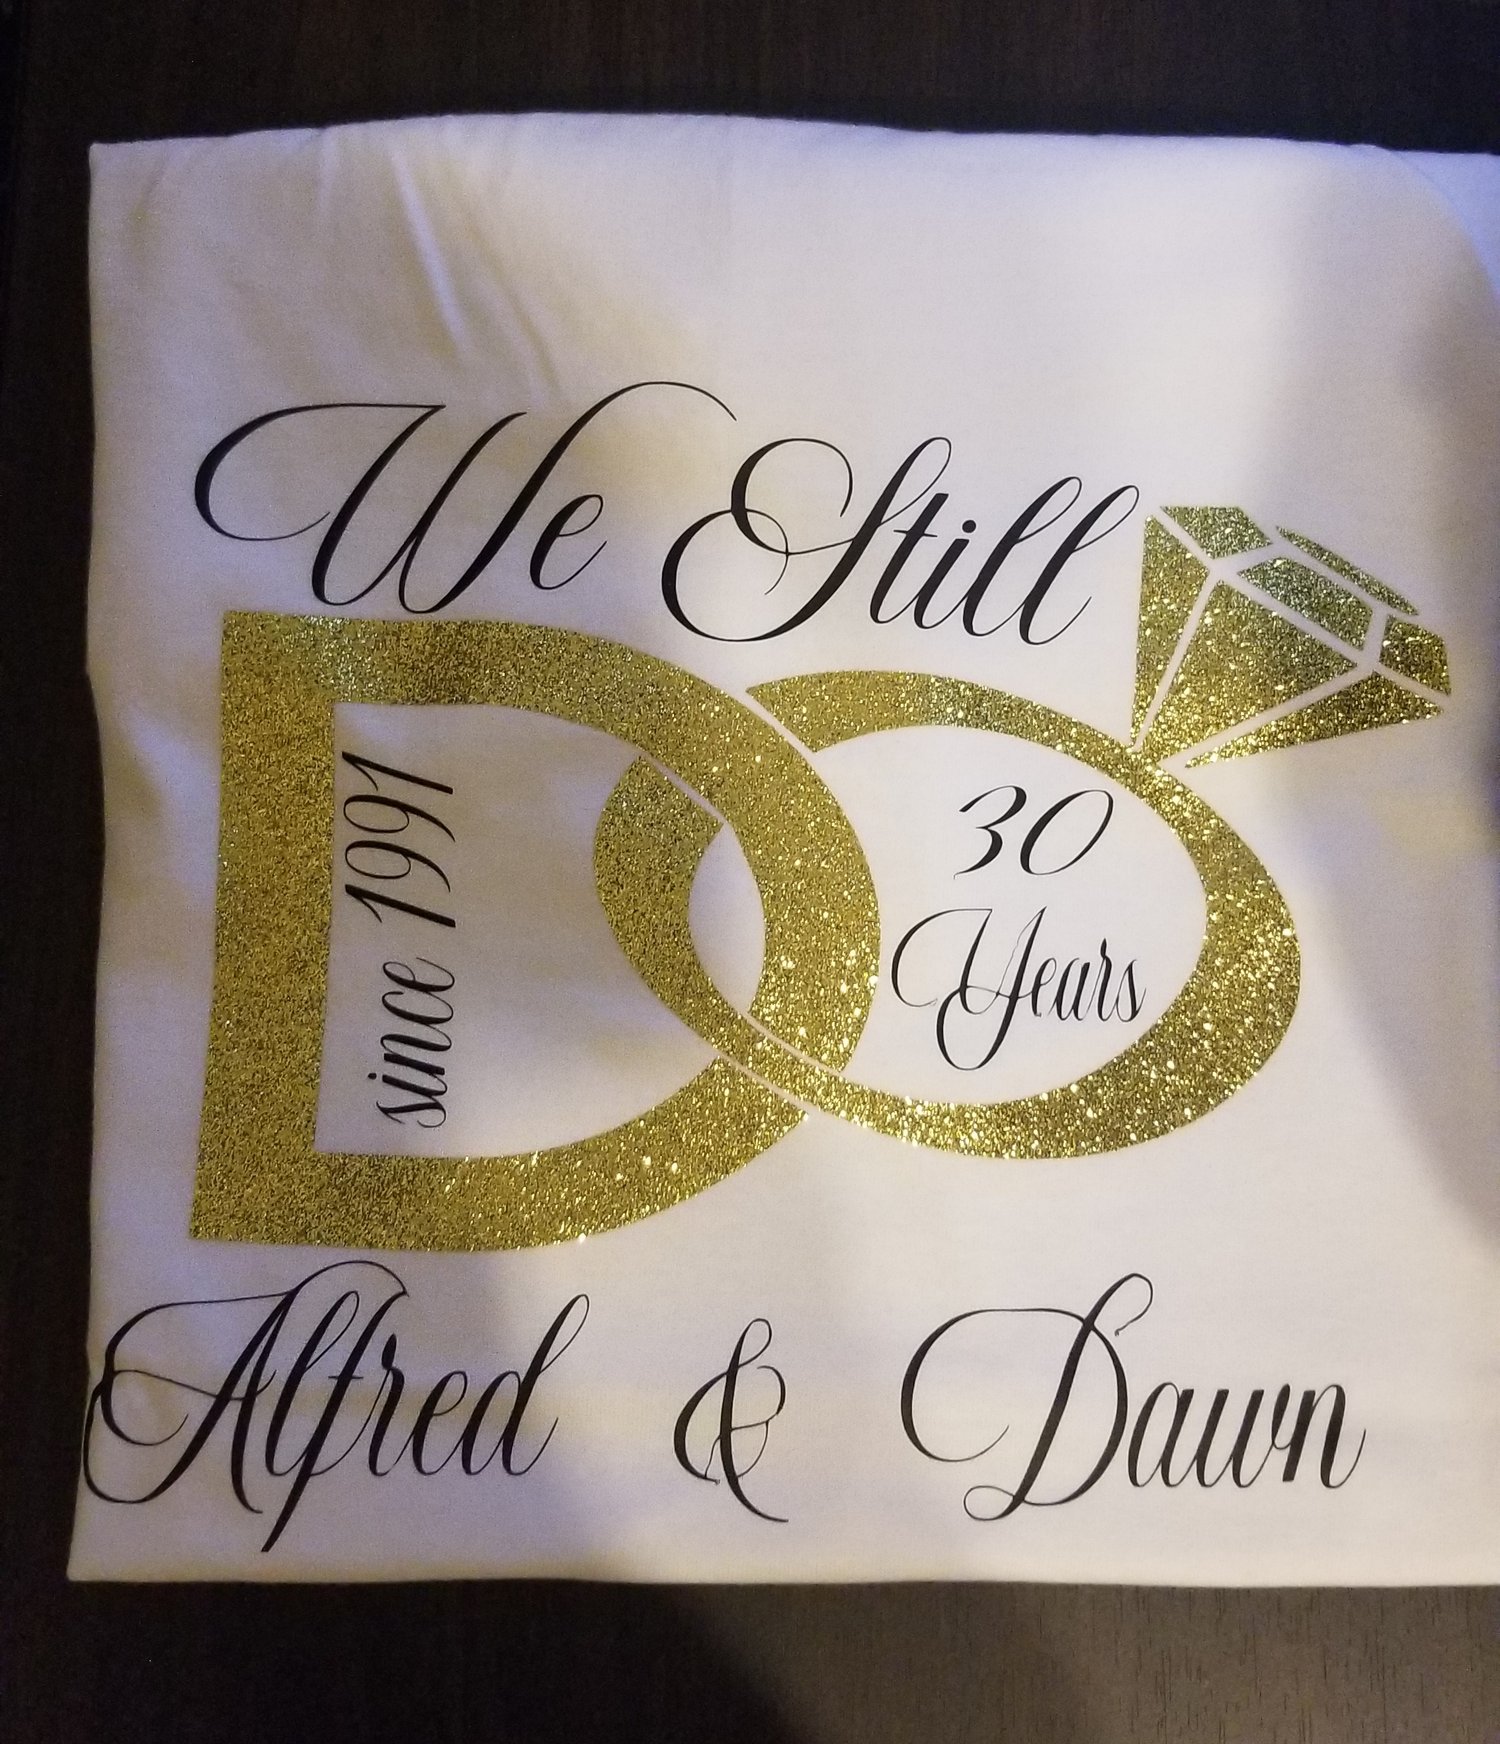 We Still
DO
since 1991
30
Years
Alfred & Dawn